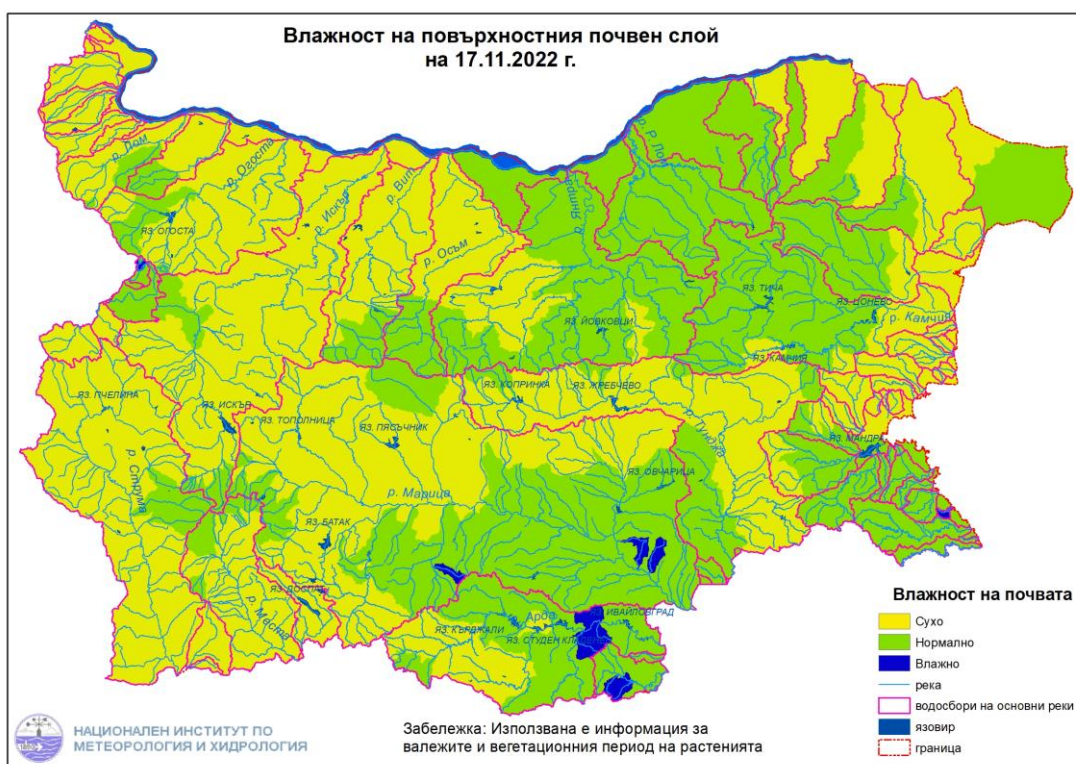 Влажност на повърхностния почвен слой
на 17.11.2022 г.
р. Лом
р. Огоста
р. Искър
р. Вит
р. Осъм
р. Янтра
р. Р. Лом
ЯЗ. ОГОСТА
ЯЗ. ТИЧА
ЯЗ. ЦОНЕВО
р. Камчия
ЯЗ. ЙОВКОВЦИ
ЯЗ. КАМЧИЯ
ЯЗ. ПЧЕЛИНА
ЯЗ. ИСКЪР
ЯЗ. ТОПОЛНИЦА
ЯЗ. ПЯСЪЧНИК
ЯЗ. КОПРИНКА
ЯЗ. ЖРЕБЧЕВО
р. Тунджа
ЯЗ. МАНДРА
р. Струма
р. Марица
ЯЗ. ОВЧАРИЦА
ЯЗ. БАТАК
ЯЗ. ДОСПАТ
р. Места
ЯЗ. КЪРДЖАЛИ
Арда
ЯЗ. СТУДЕН
ИВАЙЛОВГРАД
Влажност на почвата
Сухо
Нормално
Влажно
река
водосбори на основни реки
язовир
граница
НАЦИОНАЛЕН ИНСТИТУТ ПО
МЕТЕОРОЛОГИЯ И ХИДРОЛОГИЯ
Забележка: Използвана е информация за
валежите и вегетационния период на растенията